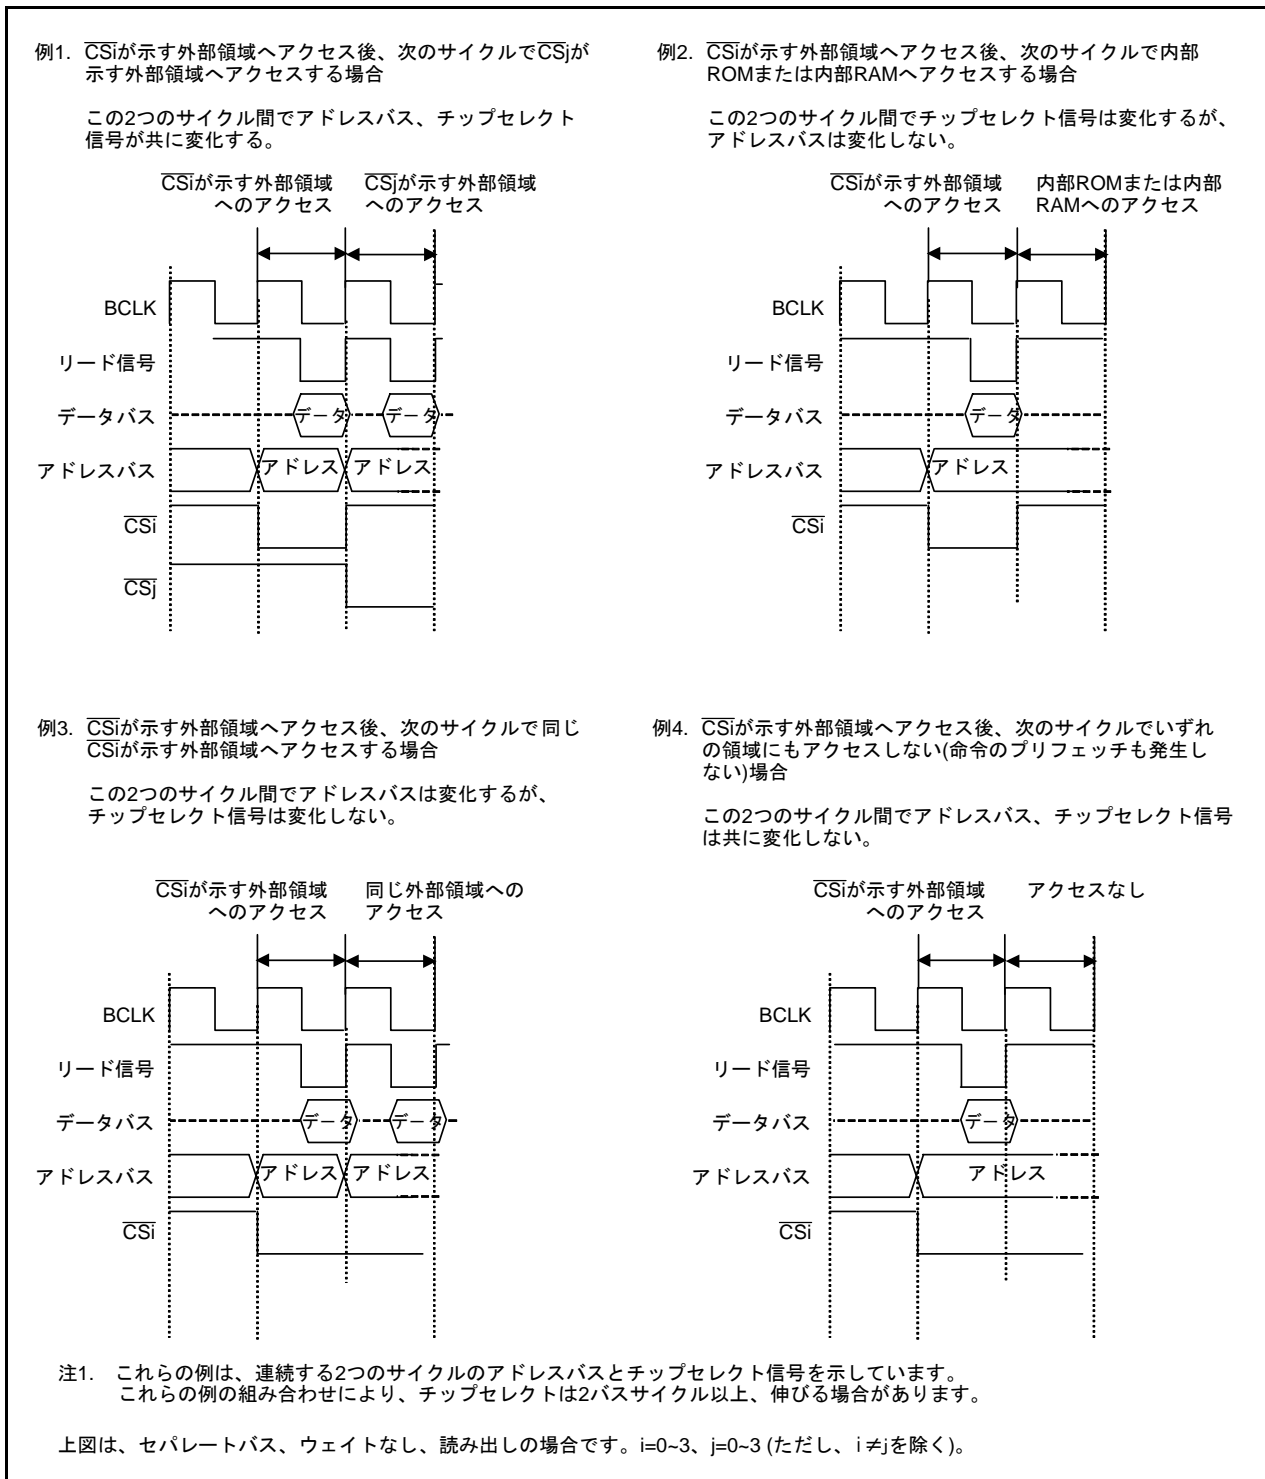 例1. CSiが示す外部領域へアクセス後、次のサイクルでCSjが
示す外部領域へアクセスする場合
この2つのサイクル間でアドレスバス、チップセレクト
信号が共に変化する。
CSiが示す外部領域
へのアクセス
CSjが示す外部領域
へのアクセス
BCLK
リード信号
データバス
データ
データ
アドレスバス
アドレス
アドレス
CSi
CSj
例2. CSiが示す外部領域へアクセス後、次のサイクルで内部
ROMまたは内部RAMへアクセスする場合
この2つのサイクル間でチップセレクト信号は変化するが、
アドレスバスは変化しない。
CSiが示す外部領域
へのアクセス
内部ROMまたは内部
RAMへのアクセス
BCLK
リード信号
データバス
データ
アドレスバス
アドレス
CSi
例3. CSiが示す外部領域へアクセス後、次のサイクルで同じ
CSiが示す外部領域へアクセスする場合
この2つのサイクル間でアドレスバスは変化するが、
チップセレクト信号は変化しない。
CSiが示す外部領域
へのアクセス
同じ外部領域への
アクセス
BCLK
リード信号
データバス
データ
データ
アドレスバス
アドレス
アドレス
CSi
例4. CSiが示す外部領域へアクセス後、次のサイクルでいずれ
の領域にもアクセスしない(命令のプリフェッチも発生し
ない)場合
この2つのサイクル間でアドレスバス、チップセレクト信号
は共に変化しない。
CSiが示す外部領域
へのアクセス
アクセスなし
BCLK
リード信号
データバス
データ
アドレスバス
アドレス
CSi
注1. これらの例は、連続する2つのサイクルのアドレスバスとチップセレクト信号を示しています。
これらの例の組み合わせにより、チップセレクトは2バスサイクル以上、伸びる場合があります。
上図は、セパレートバス、ウェイトなし、読み出しの場合です。i=0~3、j=0~3 (ただし、i≠jを除く)。